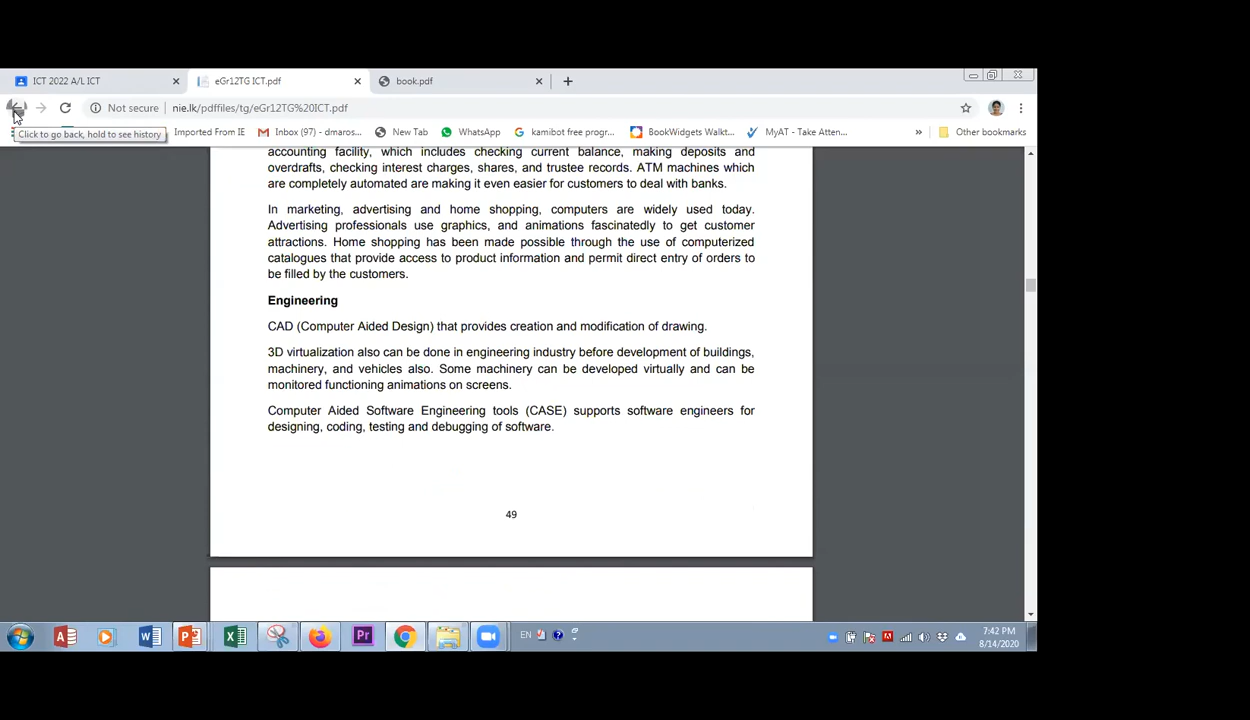 ICT 2022 A/L ICT
eGr12TG ICT.pdf
book.pdf
Not secure
nie.lk/pdffiles/tg/eGr12TG%20ICT.pdf
Click to go back, hold to see history
Imported From IE
Inbox (97) - dmaros...
New Tab
WhatsApp
kamibot free progr...
BookWidgets Walkt...
MyAT - Take Atten...
»
Other bookmarks
accounting facility, which includes checking current balance, making deposits and
overdrafts, checking interest charges, shares, and trustee records. ATM machines which
are completely automated are making it even easier for customers to deal with banks.
In marketing, advertising and home shopping, computers are widely used today.
Advertising professionals use graphics, and animations fascinatedly to get customer
attractions. Home shopping has been made possible through the use of computerized
catalogues that provide access to product information and permit direct entry of orders to
be filled by the customers.
Engineering
CAD (Computer Aided Design) that provides creation and modification of drawing.
3D virtualization also can be done in engineering industry before development of buildings,
machinery, and vehicles also. Some machinery can be developed virtually and can be
monitored functioning animations on screens.
Computer Aided Software Engineering tools (CASE) supports software engineers for
designing, coding, testing and debugging of software.
49
EN
7:42 PM
8/14/2020